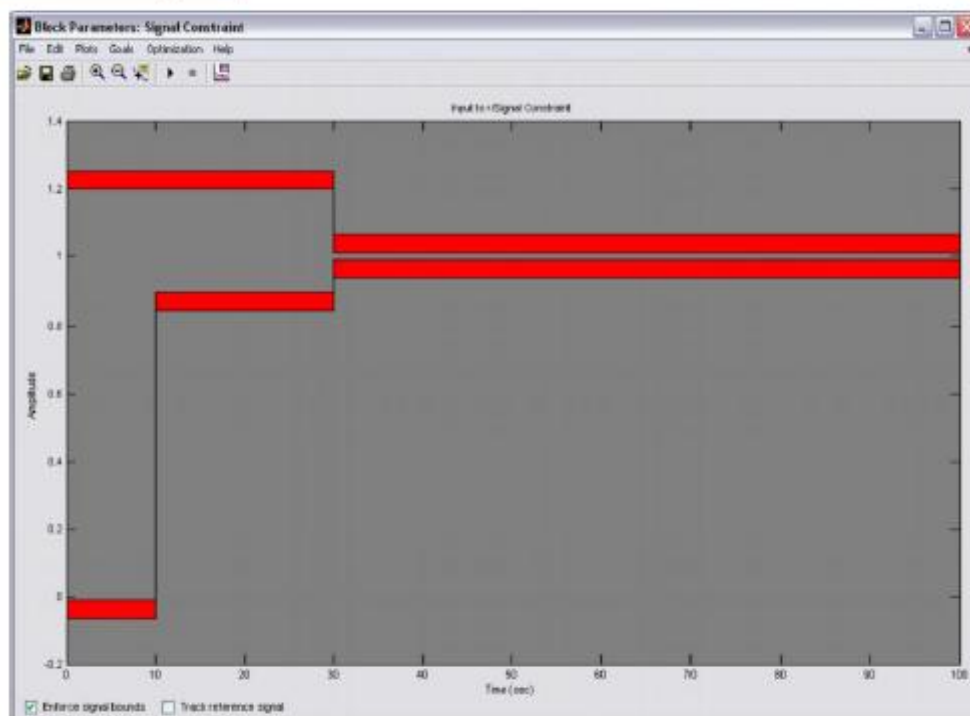 Block Parameters: Signal Constraint
File Edit Plots Goals Optimization Help
Input to r/Signal Constraint
1.4
1.2
1
0.8
0.6
0.4
0.2
0
-0.2
Amplitude
0 10 20 30 40 50 60 70 80 90 100
Time (sec)
Enforce signal bounds Track reference signal